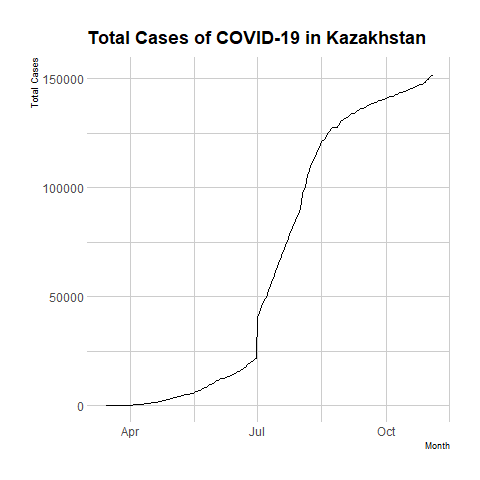 Total Cases of COVID-19 in Kazakhstan
Total Cases
150000
100000
50000
0
Apr
Jul
Oct
Month